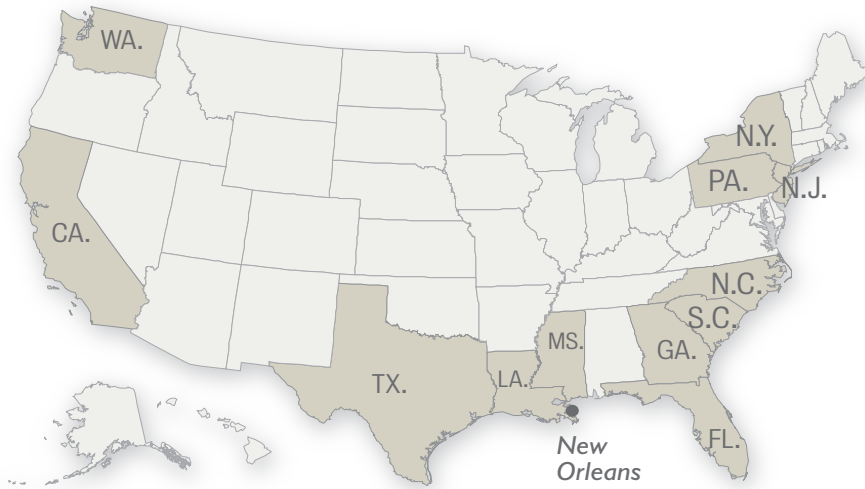 WA.
N.Y.
PA.
N.J.
CA.
N.C.
S.C.
MS.
GA.
TX.
LA.
FL.
New
Orleans